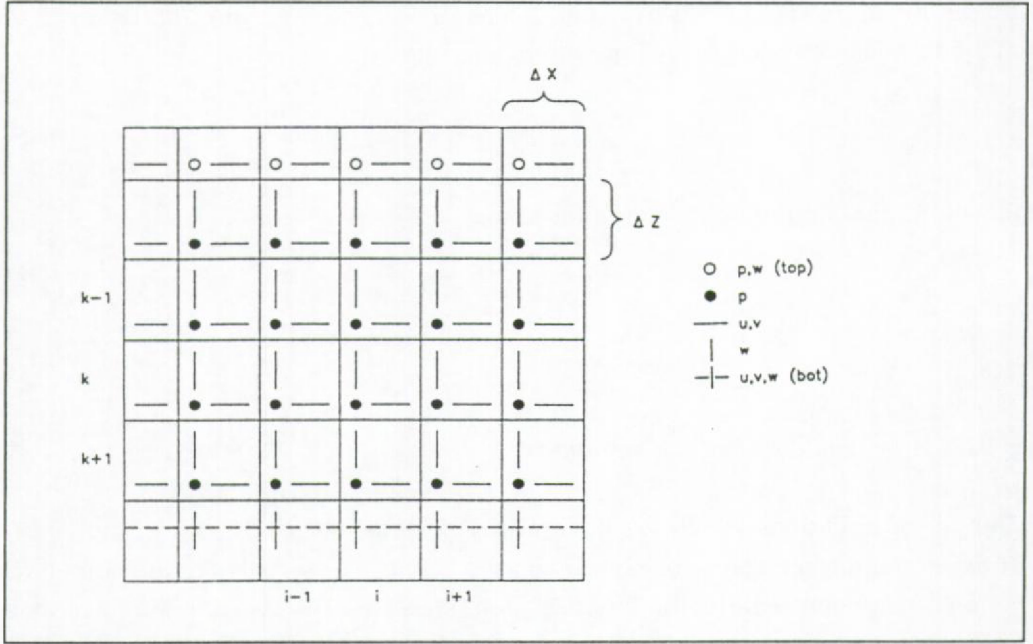 Δ X
Δ Z
k-1
k
k+1
i-1 i i+1
p,w (top)
p
u,v
w
u,v,w (bot)